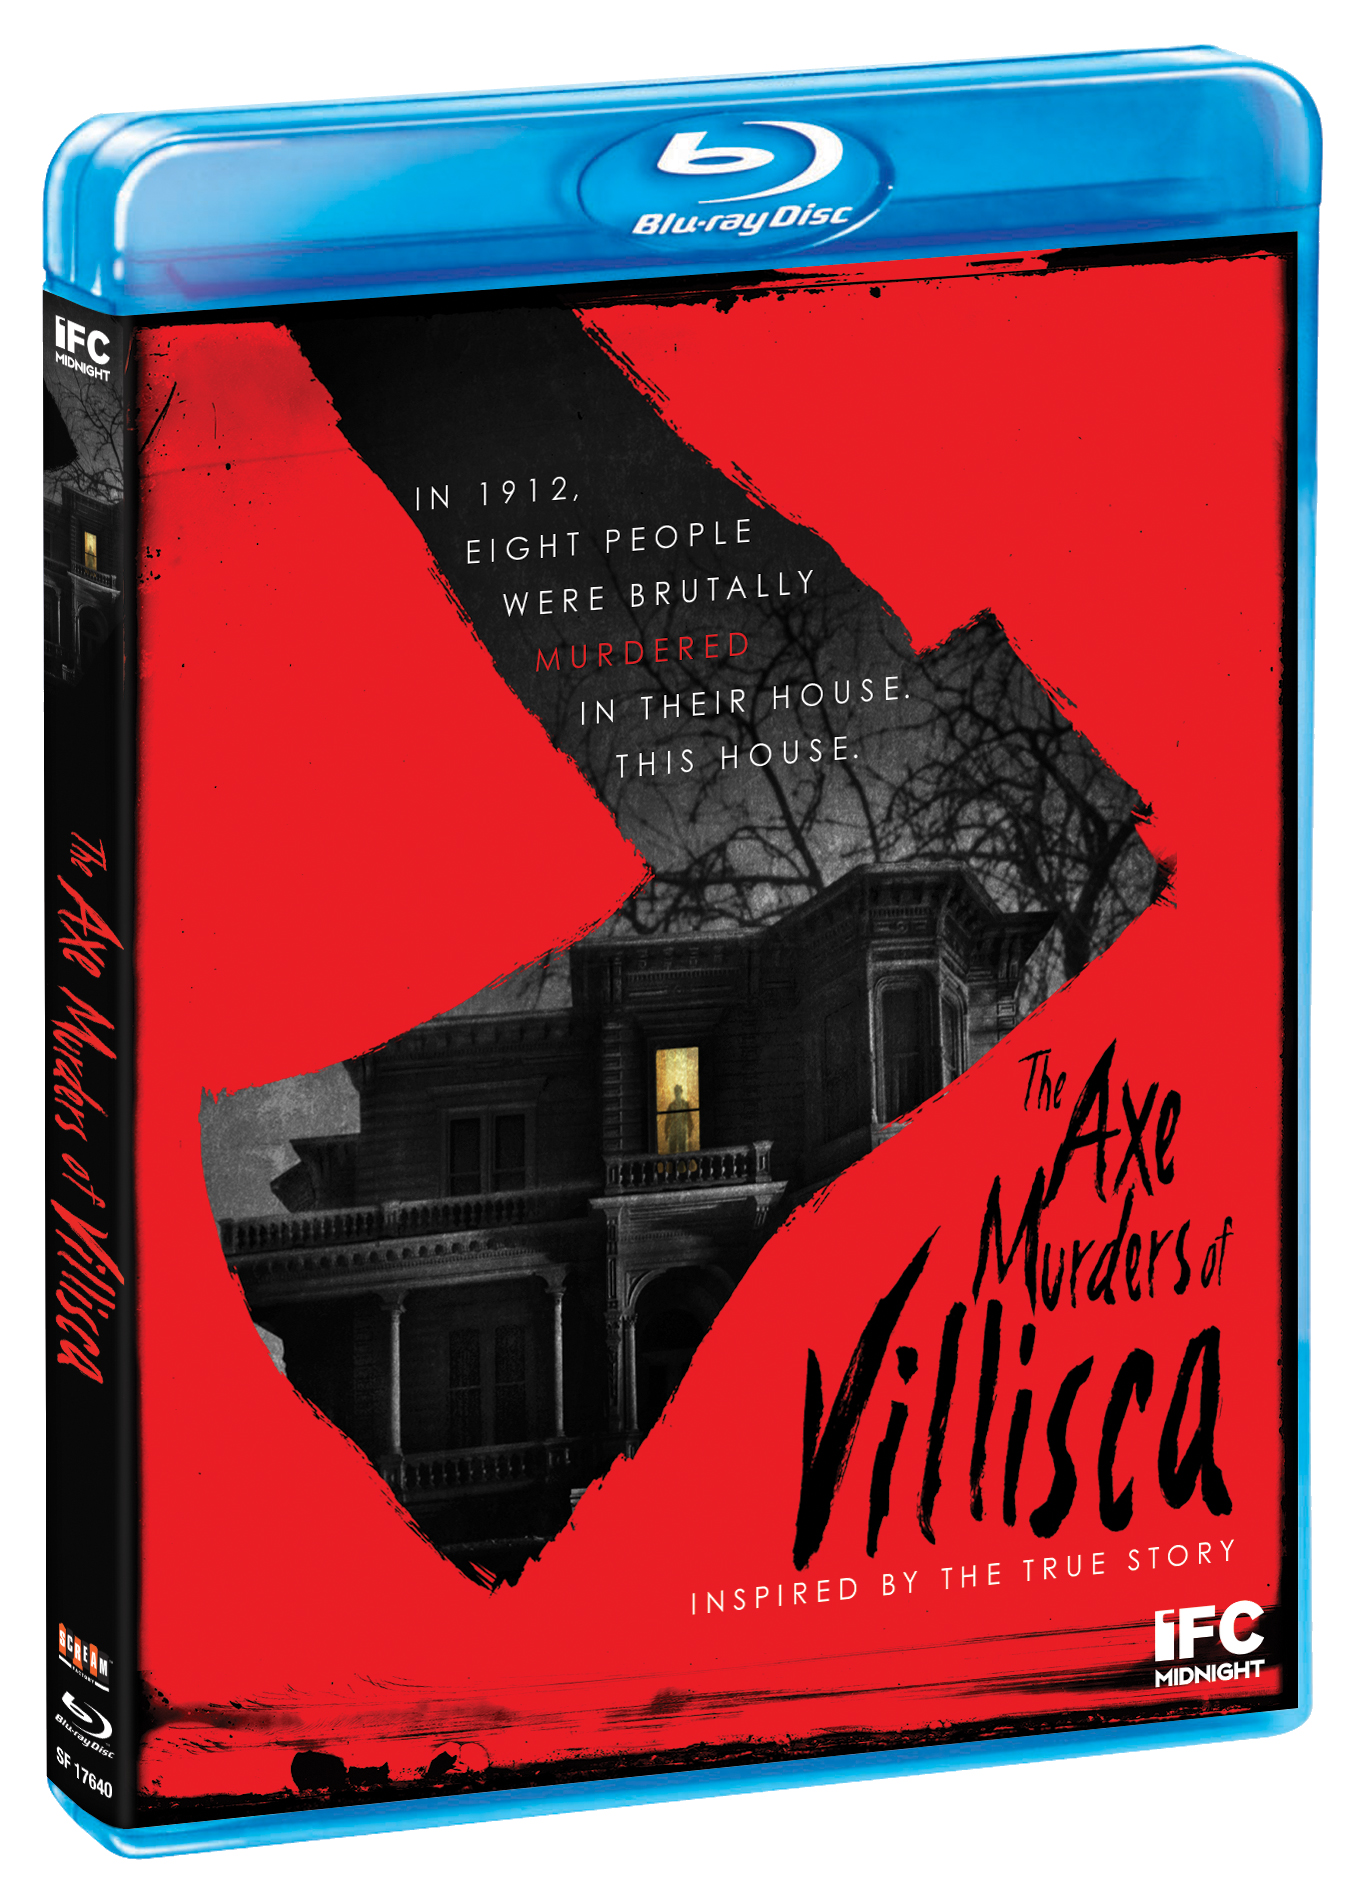 Blu-ray Disc
IN 1912,
EIGHT PEOPLE
WERE BRUTALLY
MURDERED
IN THEIR HOUSE.
THIS HOUSE.
The Axe
Murders of
Villisca
INSPIRED BY THE TRUE STORY
iFC
MIDNIGHT
iFC
MIDNIGHT
The Axe Murders of Villisca
SCREAM
FACTORY
Blu-ray Disc
SF 17640